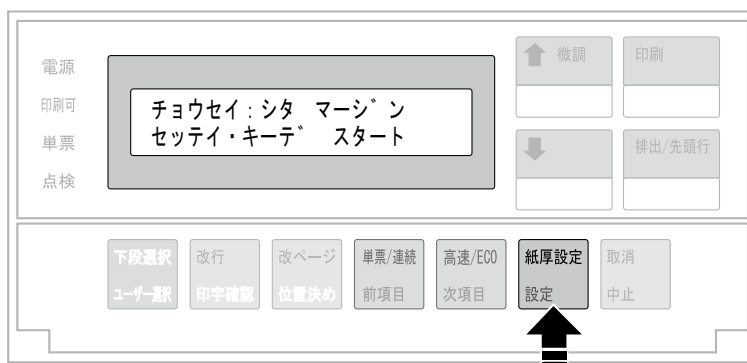 電源
印刷可
単票
点検
チョウセイ:シタ マージン
セッテイ・キーデ スタート
微調
印刷
排出/先頭行
下段選択
改行
改ページ
単票/連続
高速/ECO
紙厚設定
取消
ユーザー選択
印字確認
位置決め
前項目
次項目
設定
中止